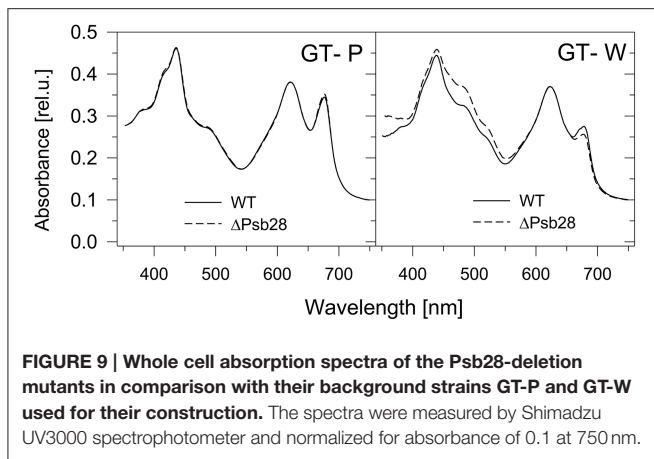 GT- P
GT- W
0.5
0.4
0.3
0.2
0.1
0.0
Absorbance [rel.u.]
WT
ΔPsb28
WT
ΔPsb28
400 500 600 700
400 500 600 700
Wavelength [nm]
FIGURE 9 | Whole cell absorption spectra of the Psb28-deletion
mutants in comparison with their background strains GT-P and GT-W
used for their construction. The spectra were measured by Shimadzu
UV3000 spectrophotometer and normalized for absorbance of 0.1 at 750 nm.